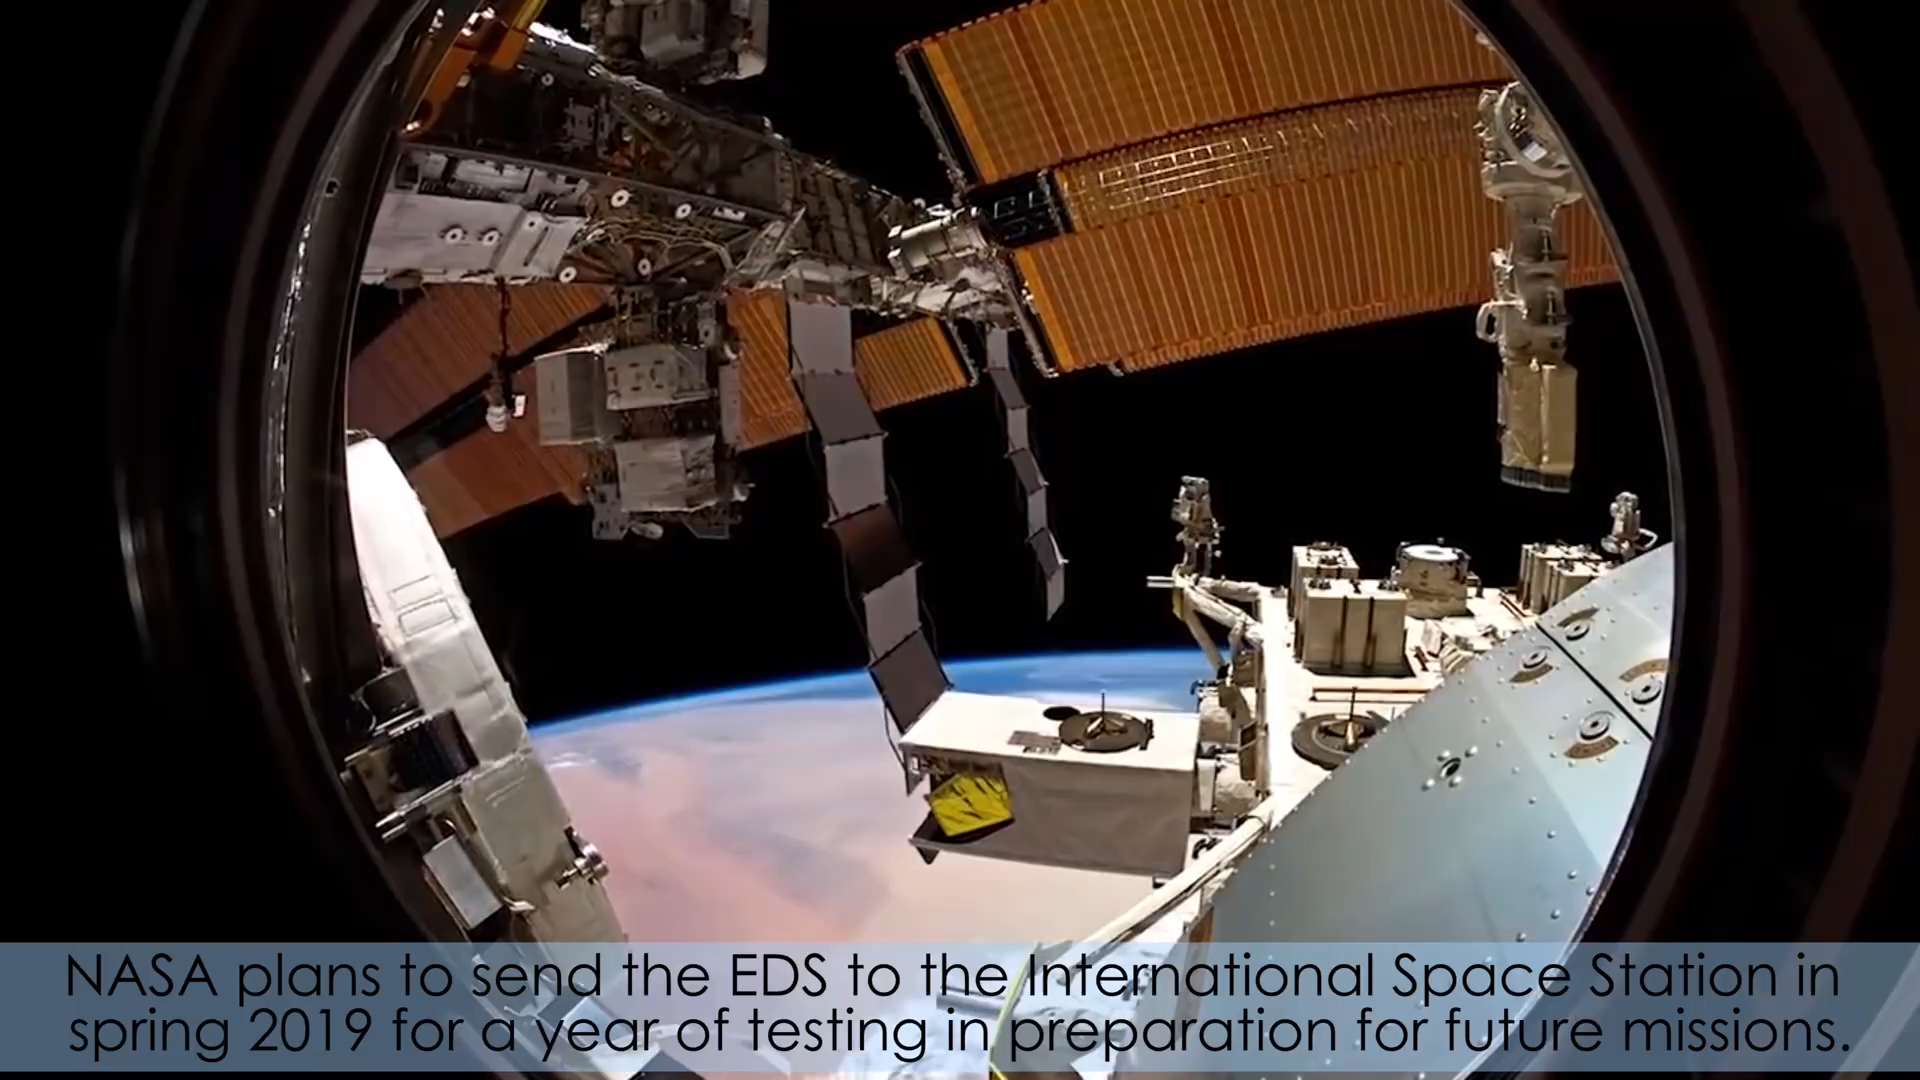 NASA plans to send the EDS to the International Space Station in
spring 2019 for a year of testing in preparation for future missions.